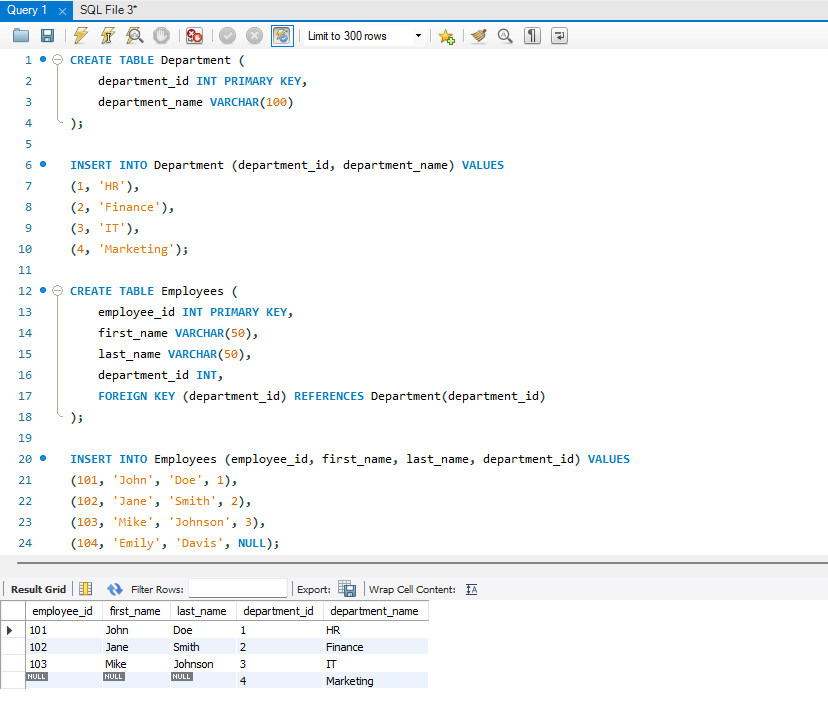 Query 1 × SQL File 3*
Limit to 300 rows
1 CREATE TABLE Department (
2 department_id INT PRIMARY KEY,
3 department_name VARCHAR(100)
4 );
5
6 INSERT INTO Department (department_id, department_name) VALUES
7 (1, 'HR'),
8 (2, 'Finance'),
9 (3, 'IT'),
10 (4, 'Marketing');
11
12 CREATE TABLE Employees (
13 employee_id INT PRIMARY KEY,
14 first_name VARCHAR(50),
15 last_name VARCHAR(50),
16 department_id INT,
17 FOREIGN KEY (department_id) REFERENCES Department(department_id)
18 );
19
20 INSERT INTO Employees (employee_id, first_name, last_name, department_id) VALUES
21 (101, 'John', 'Doe', 1),
22 (102, 'Jane', 'Smith', 2),
23 (103, 'Mike', 'Johnson', 3),
24 (104, 'Emily', 'Davis', NULL);
Result Grid Filter Rows: Export: Wrap Cell Content: IA
employee_id first_name last_name department_id department_name
101 John Doe 1 HR
102 Jane Smith 2 Finance
103 Mike Johnson 3 IT
NULL NULL NULL 4 Marketing